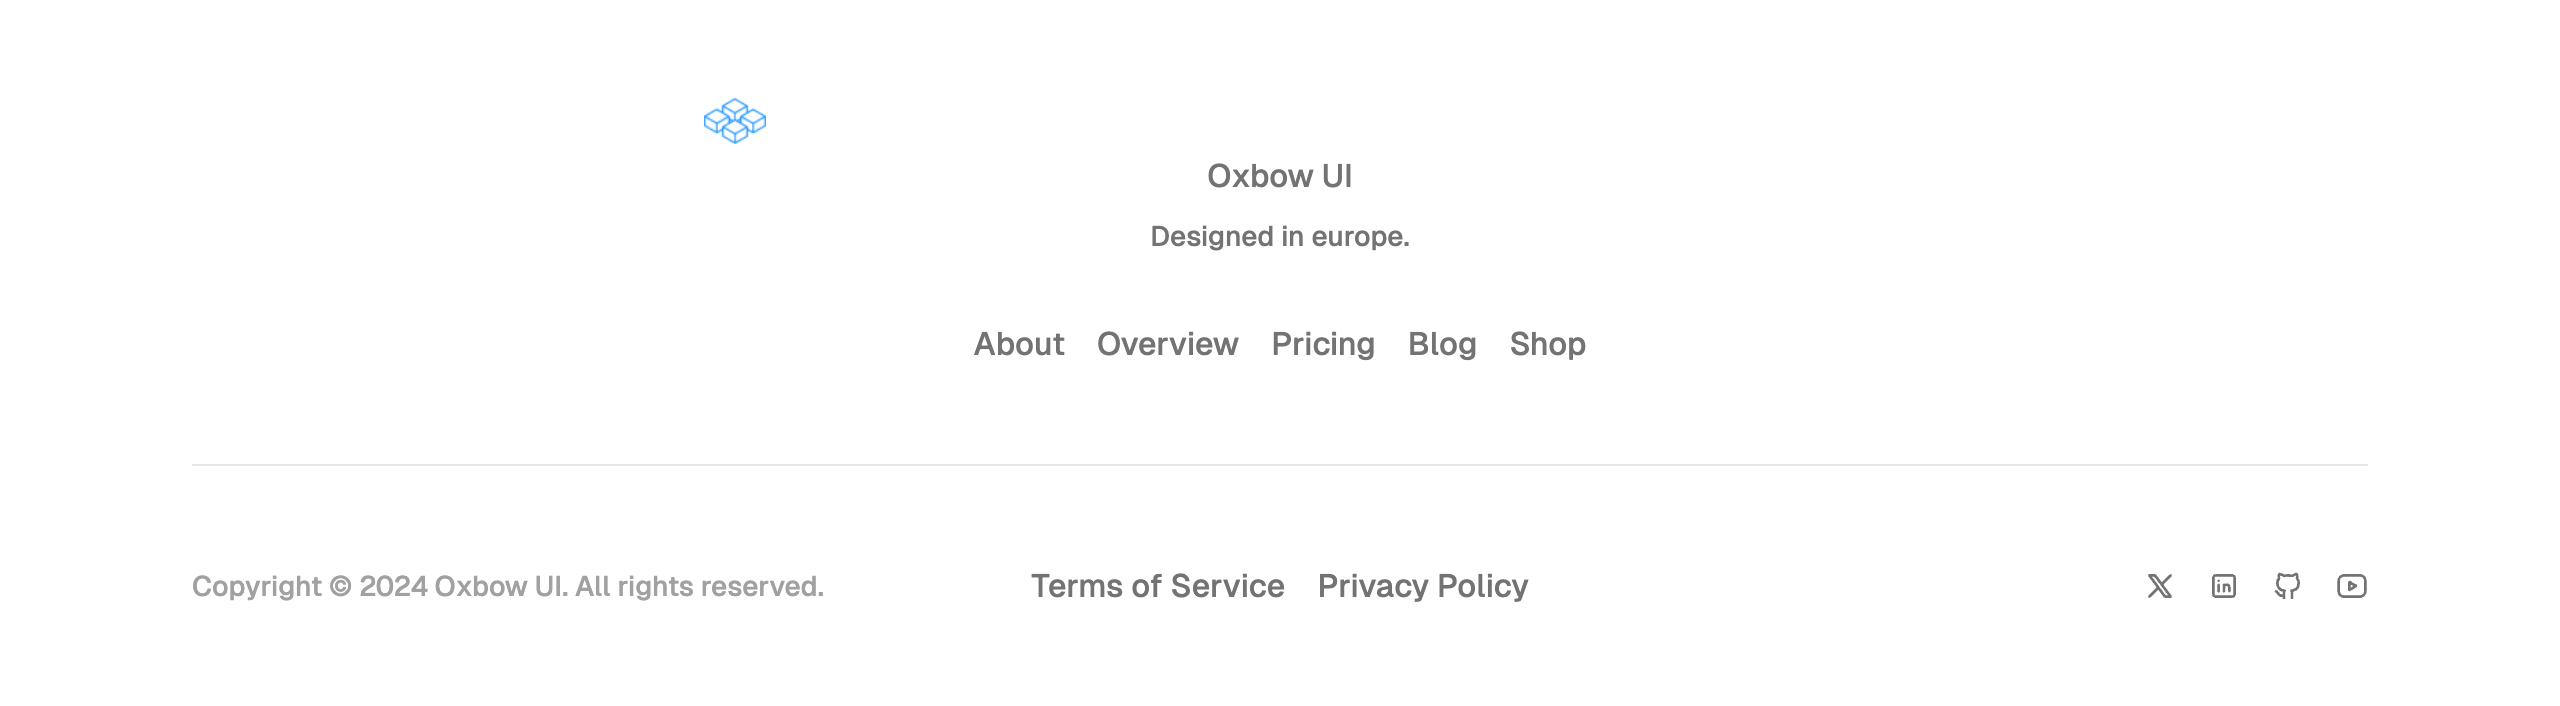 Oxbow UI
Designed in europe.
About Overview Pricing Blog Shop
Copyright © 2024 Oxbow UI. All rights reserved. Terms of Service Privacy Policy